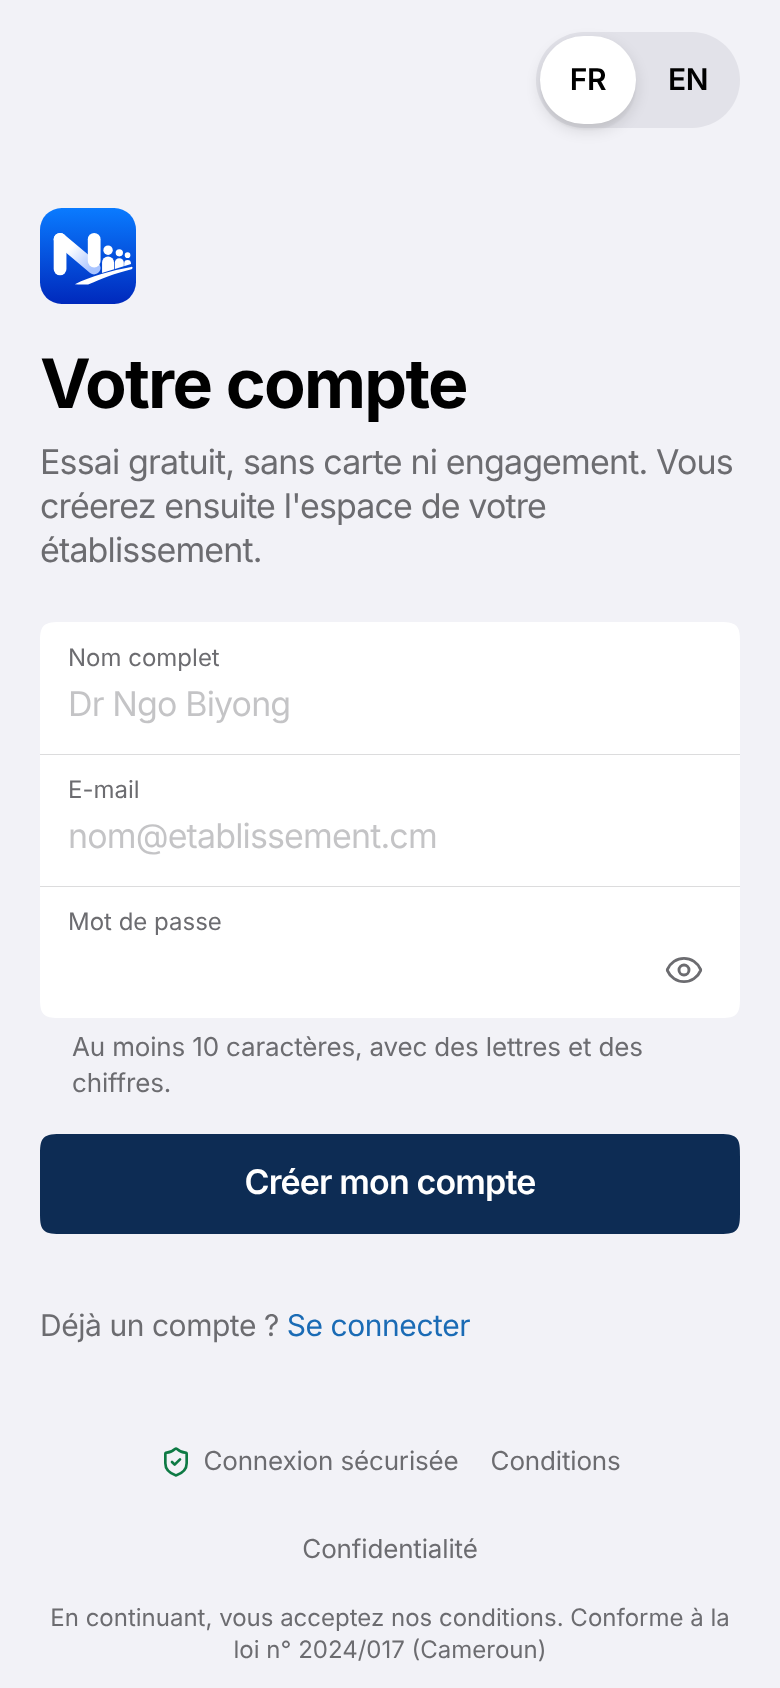 FR EN
N
Votre compte
Essai gratuit, sans carte ni engagement. Vous
créerez ensuite l'espace de votre
établissement.
Nom complet
Dr Ngo Biyong
E-mail
nom@etablissement.cm
Mot de passe
Au moins 10 caractères, avec des lettres et des
chiffres.
Créer mon compte
Déjà un compte ? Se connecter
Connexion sécurisée Conditions
Confidentialité
En continuant, vous acceptez nos conditions. Conforme à la
loi n° 2024/017 (Cameroun)